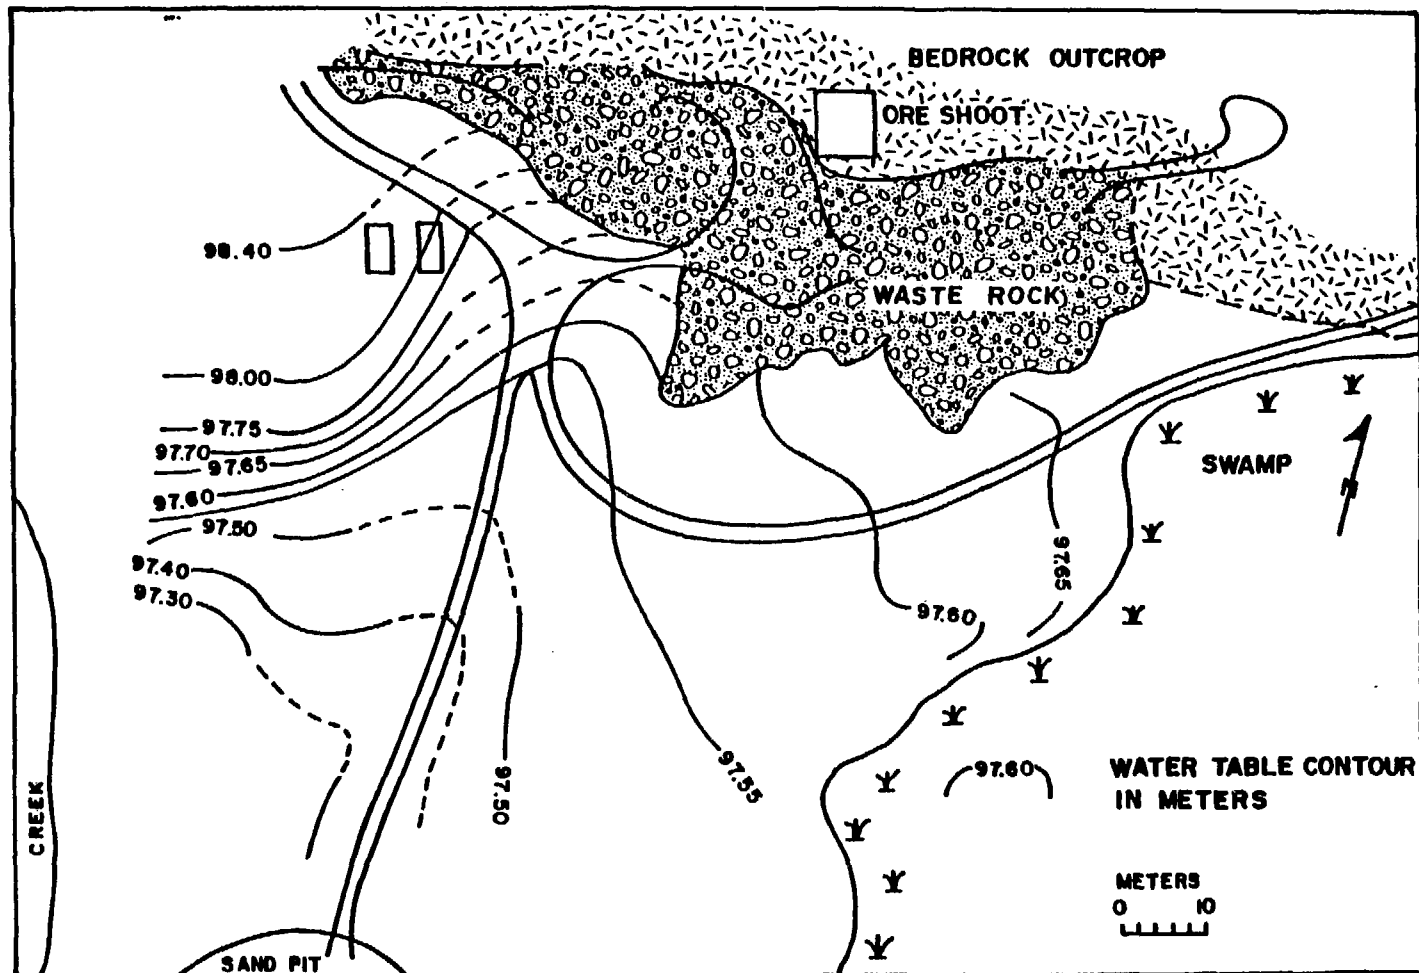 BEDROCK OUTCROP
ORE SHOOT
98.40
WASTE ROCK
98.00
97.75
97.70
97.65
SWAMP
N
97.60
97.50
97.65
97.40
97.30
97.60
97.55
97.50
97.60
WATER TABLE CONTOUR
IN METERS
CREEK
METERS
0 10
SAND PIT